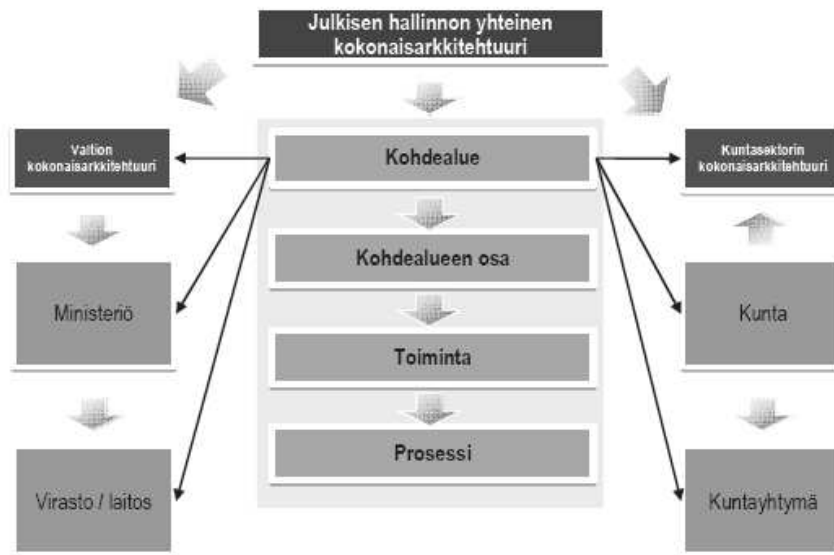 Julkisen hallinnon yhteinen
kokonaisarkkitehtuuri
Valtion
kokonaisarkkitehtuuri
Kohdealue
Kuntasektorin
kokonaisarkkitehtuuri
Kohdealueen osa
Ministeriö
Kunta
Toiminta
Prosessi
Virasto / laitos
Kuntayhtymä